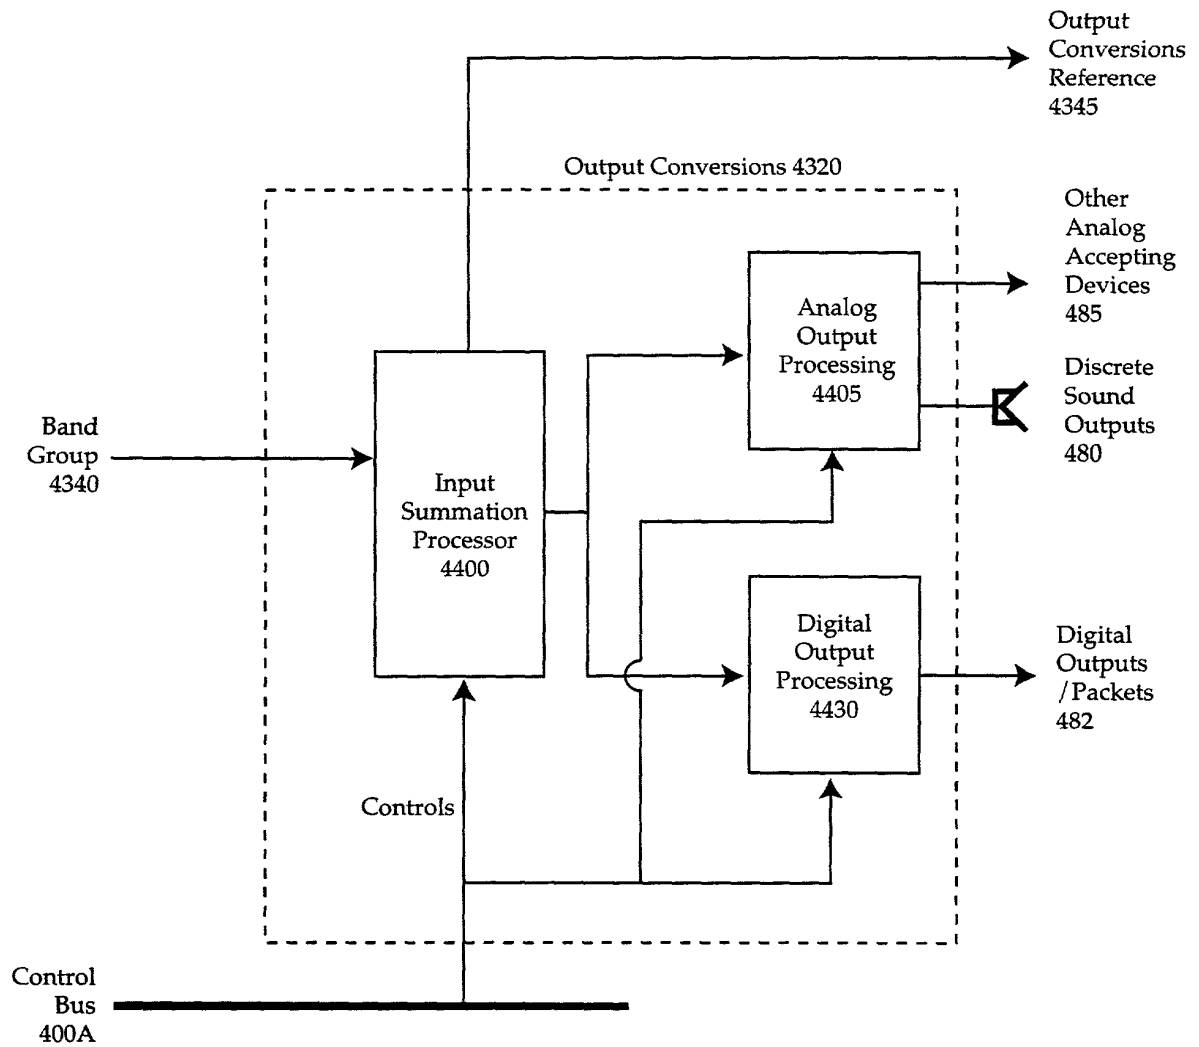 Output
Conversions
Reference
4345
Output Conversions 4320
Other
Analog
Accepting
Devices
485
Analog
Output
Processing
4405
Discrete
Sound
Outputs
480
Band
Group
4340
Input
Summation
Processor
4400
Digital
Output
Processing
4430
Digital
Outputs
/Packets
482
Controls
Control
Bus
400A